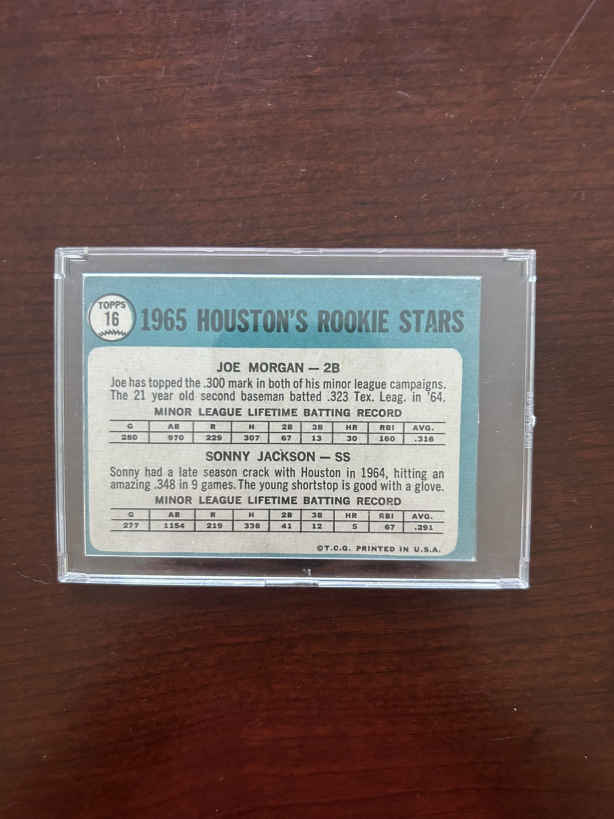 TOPPS
16
1965 HOUSTON'S ROOKIE STARS
JOE MORGAN — 2B
Joe has topped the .300 mark in both of his minor league campaigns.
The 21 year old second baseman batted .323 Tex. Leag. in '64.
MINOR LEAGUE LIFETIME BATTING RECORD
G AB R H 2B 3B HR RBI AVG.
280 970 229 307 67 13 30 160 .316
SONNY JACKSON — SS
Sonny had a late season crack with Houston in 1964, hitting an
amazing .348 in 9 games. The young shortstop is good with a glove.
MINOR LEAGUE LIFETIME BATTING RECORD
G AB R H 2B 3B HR RBI AVG.
277 1154 219 336 41 12 5 67 .291
©T.C.G. PRINTED IN U.S.A.